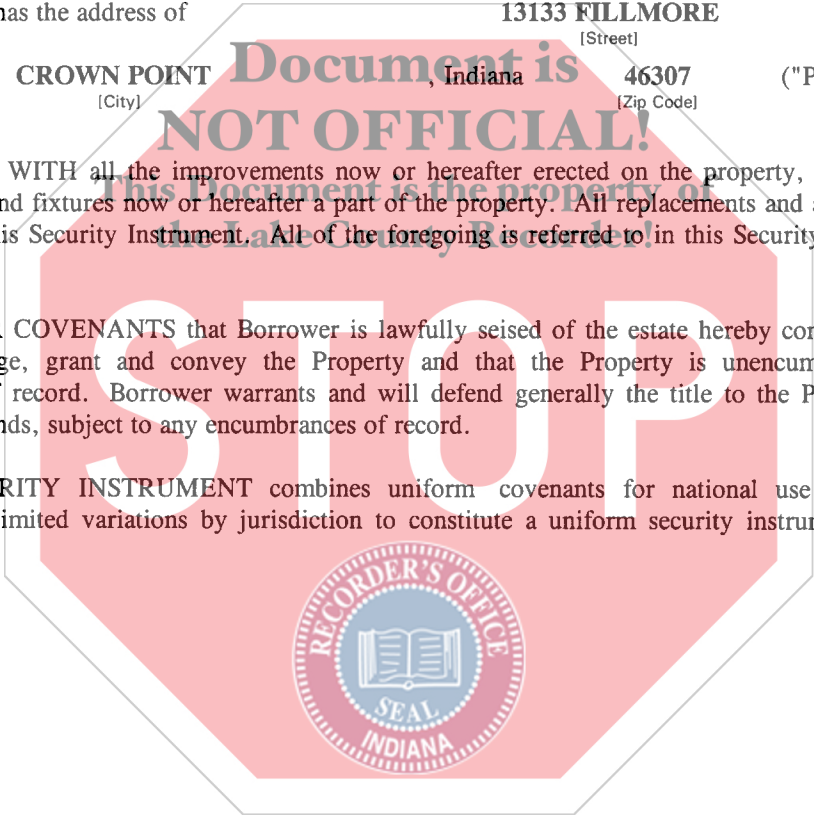 has the address of 13133 FILLMORE
[Street]
CROWN POINT , Indiana 46307 ("P
[City] [Zip Code]
Document is
NOT OFFICIAL!
This Document is the property of
the Lake County Recorder!
WITH all the improvements now or hereafter erected on the property,
nd fixtures now or hereafter a part of the property. All replacements and a
is Security Instrument. All of the foregoing is referred to in this Security
COVENANTS that Borrower is lawfully seised of the estate hereby con
ge, grant and convey the Property and that the Property is unencum
f record. Borrower warrants and will defend generally the title to the P
nds, subject to any encumbrances of record.
RITY INSTRUMENT combines uniform covenants for national use
imited variations by jurisdiction to constitute a uniform security instrum
STOP
RECORDER'S OFFICE
SEAL
INDIANA